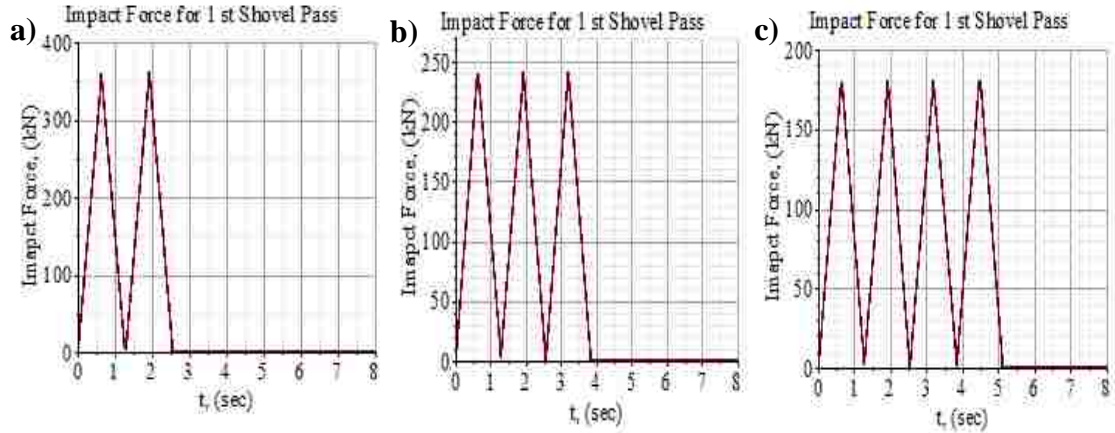 a)
Impact Force for 1 st Shovel Pass
Imapct Force, (kN)
400
300
200
100
0
0 1 2 3 4 5 6 7 8
t, (sec)
b)
Impact Force for 1 st Shovel Pass
Imapct Force, (kN)
250
200
150
100
50
0
0 1 2 3 4 5 6 7 8
t, (sec)
c)
Impact Force for 1 st Shovel Pass
Imapct Force, (kN)
200
150
100
50
0
0 1 2 3 4 5 6 7 8
t, (sec)